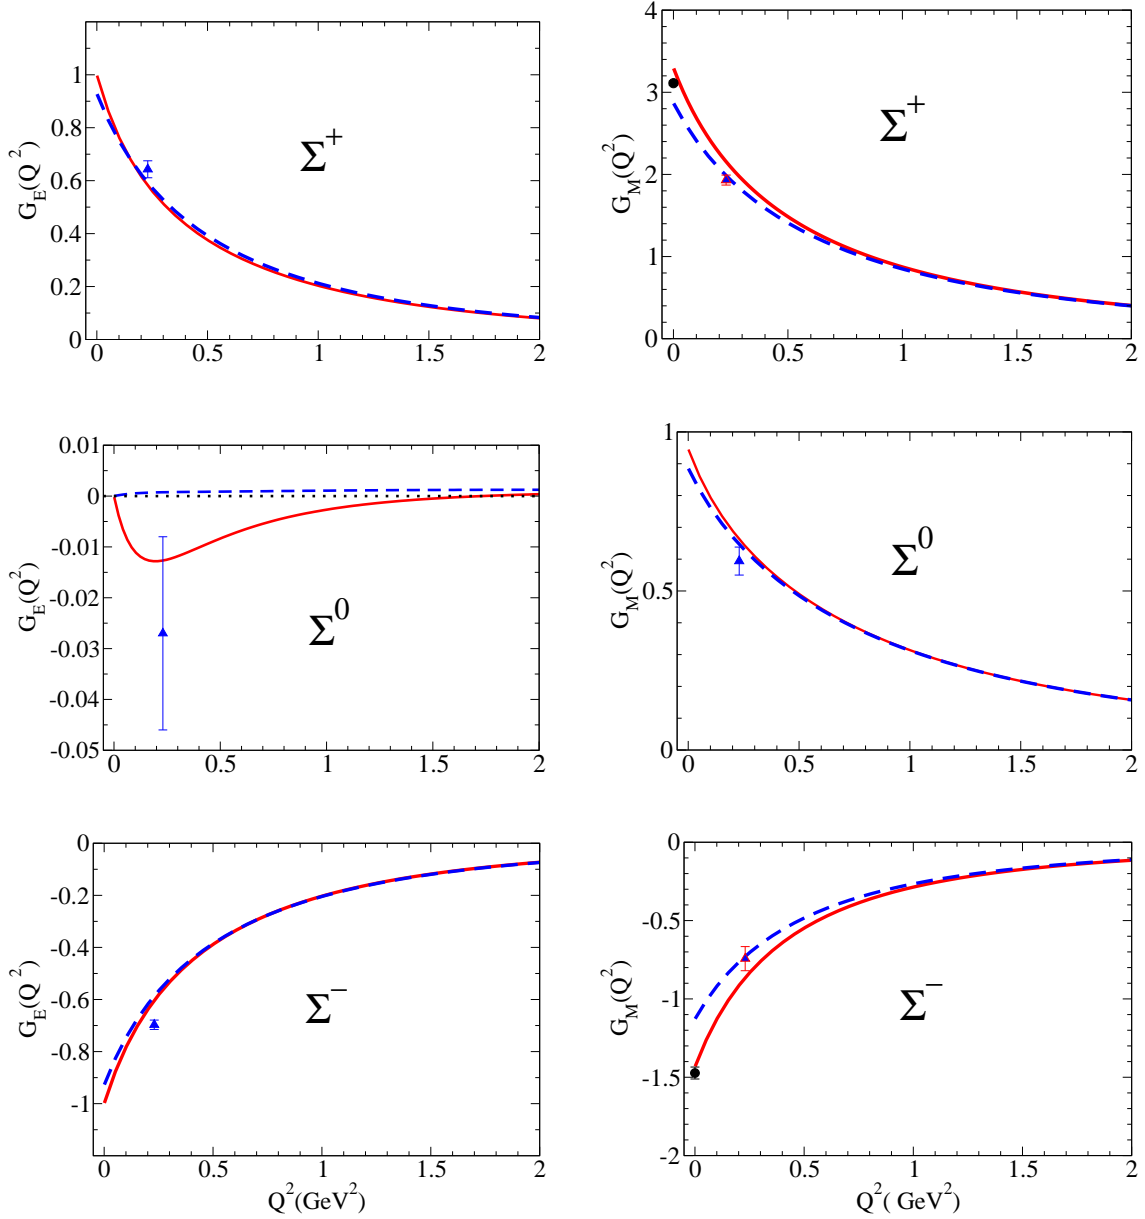 G_E(Q^2)
1
0.8
0.6
0.4
0.2
0
0 0.5 1 1.5 2
Σ^+
G_M(Q^2)
4
3
2
1
0
0 0.5 1 1.5 2
Σ^+
G_E(Q^2)
0.01
0
-0.01
-0.02
-0.03
-0.04
-0.05
0 0.5 1 1.5 2
Σ^0
G_M(Q^2)
1
0.5
0
0 0.5 1 1.5 2
Σ^0
G_E(Q^2)
0
-0.2
-0.4
-0.6
-0.8
-1
0 0.5 1 1.5 2
Σ^-
Q^2(GeV^2)
G_M(Q^2)
0
-0.5
-1
-1.5
-2
0 0.5 1 1.5 2
Σ^-
Q^2( GeV^2)